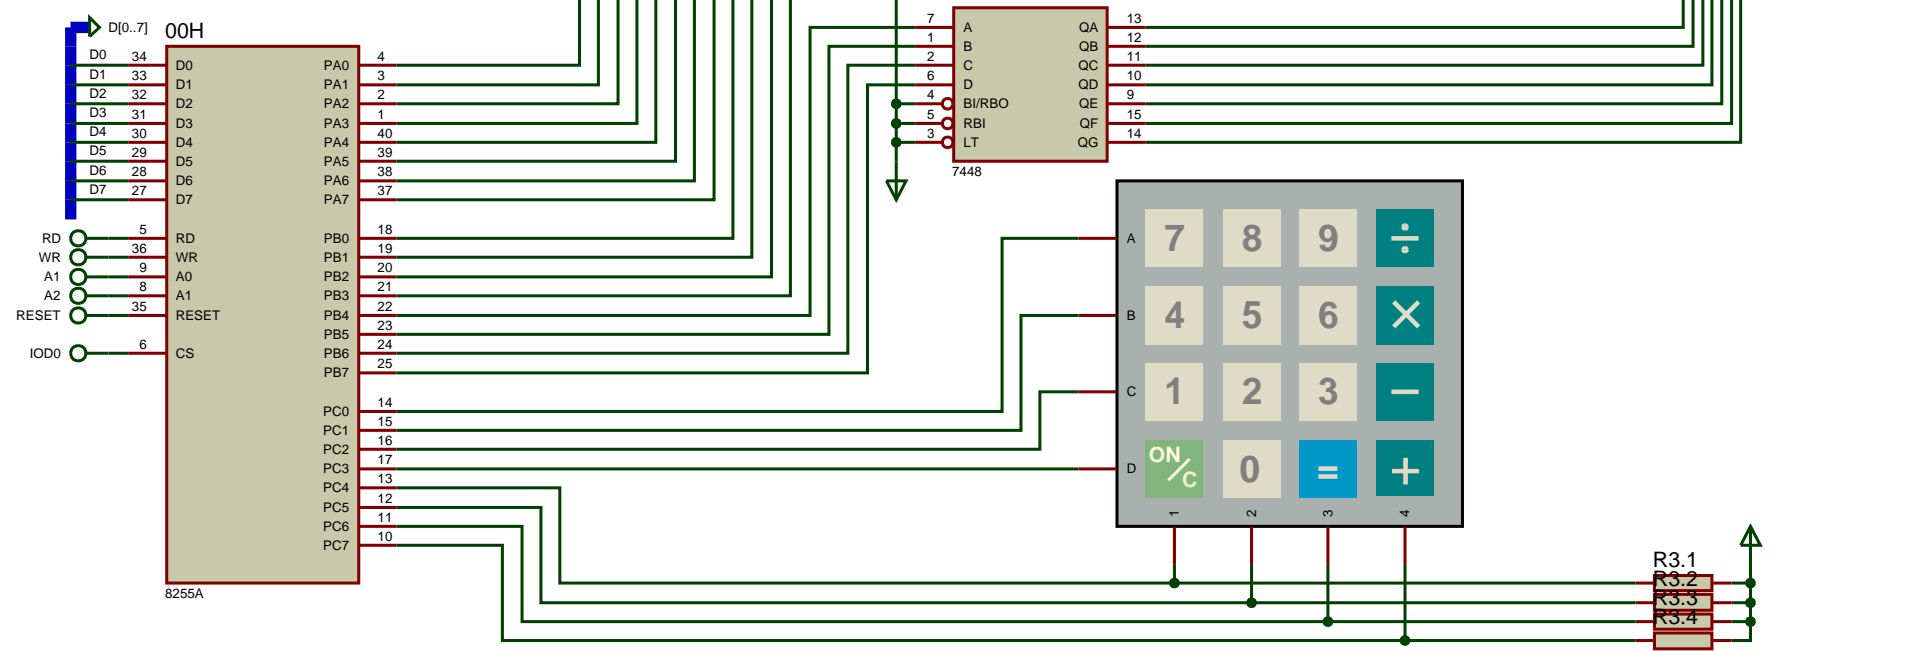 D[0..7]
00H
D0 34 D0 PA0 4
D1 33 D1 PA1 3
D2 32 D2 PA2 2
D3 31 D3 PA3 1
D4 30 D4 PA4 40
D5 29 D5 PA5 39
D6 28 D6 PA6 38
D7 27 D7 PA7 37
RD 5 RD PB0 18
WR 36 WR PB1 19
A1 9 A0 PB2 20
A2 8 A1 PB3 21
RESET 35 RESET PB4 22
PB5 23
IOD0 6 CS PB6 24
PB7 25
PC0 14
PC1 15
PC2 16
PC3 17
PC4 13
PC5 12
PC6 11
PC7 10
8255A
7 A QA 13
1 B QB 12
2 C QC 11
6 D QD 10
4 BI/RBO QE 9
5 RBI QF 15
3 LT QG 14
7448
A 7 8 9 ÷
B 4 5 6 ×
C 1 2 3 −
D ON/C 0 = +
1 2 3 4
R3.1
R3.2
R3.3
R3.4